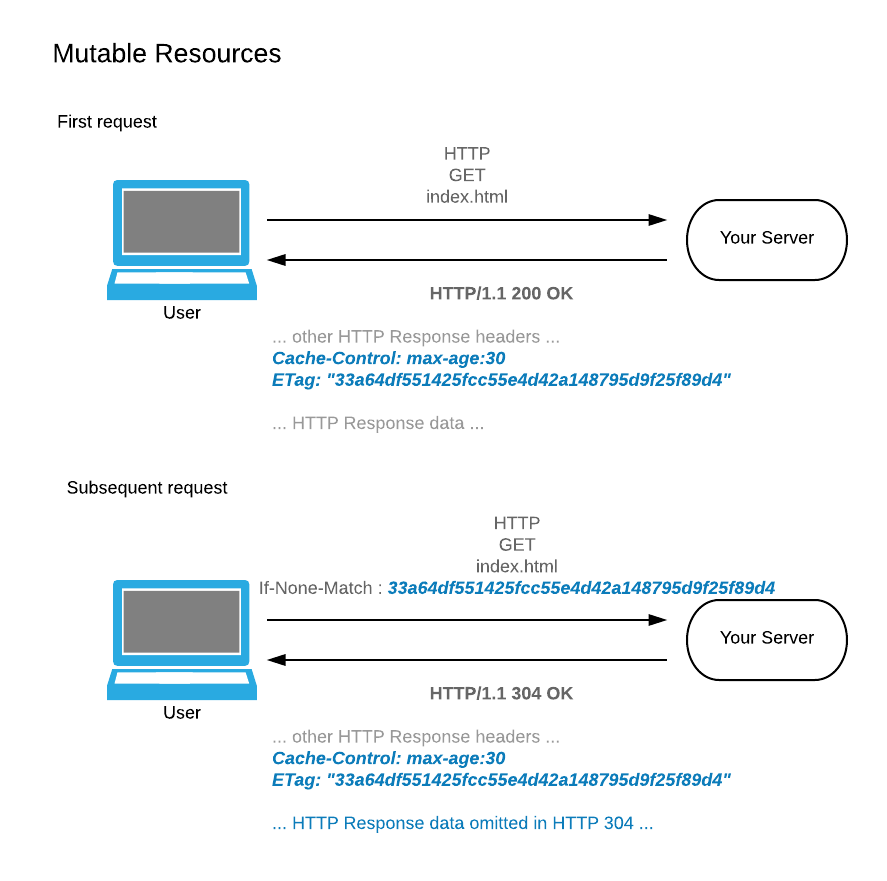 Mutable Resources
First request
HTTP
GET
index.html
Your Server
HTTP/1.1 200 OK
User
... other HTTP Response headers ...
Cache-Control: max-age:30
ETag: "33a64df551425fcc55e4d42a148795d9f25f89d4"
... HTTP Response data ...
Subsequent request
HTTP
GET
index.html
If-None-Match : 33a64df551425fcc55e4d42a148795d9f25f89d4
Your Server
HTTP/1.1 304 OK
User
... other HTTP Response headers ...
Cache-Control: max-age:30
ETag: "33a64df551425fcc55e4d42a148795d9f25f89d4"
... HTTP Response data omitted in HTTP 304 ...